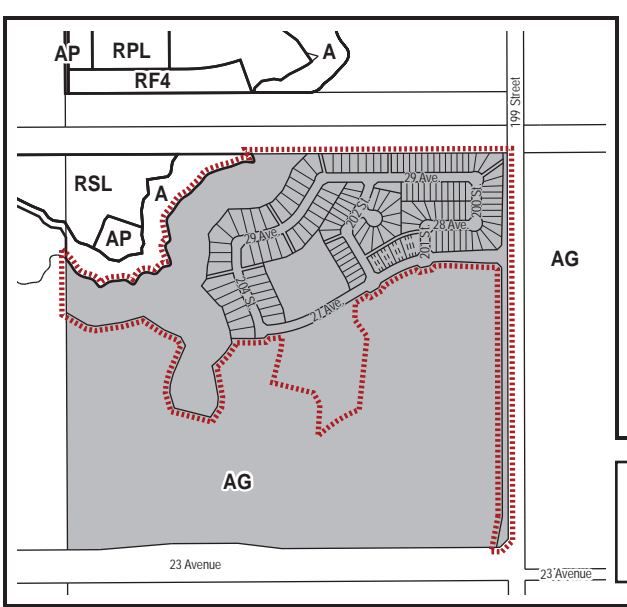 AP
RPL
A
RF4
199 Street
RSL
A
AP
29 Ave.
200 St.
202 St.
28 Ave.
201 St.
29 Ave.
204 St.
27 Ave.
AG
AG
23 Avenue
23 Avenue